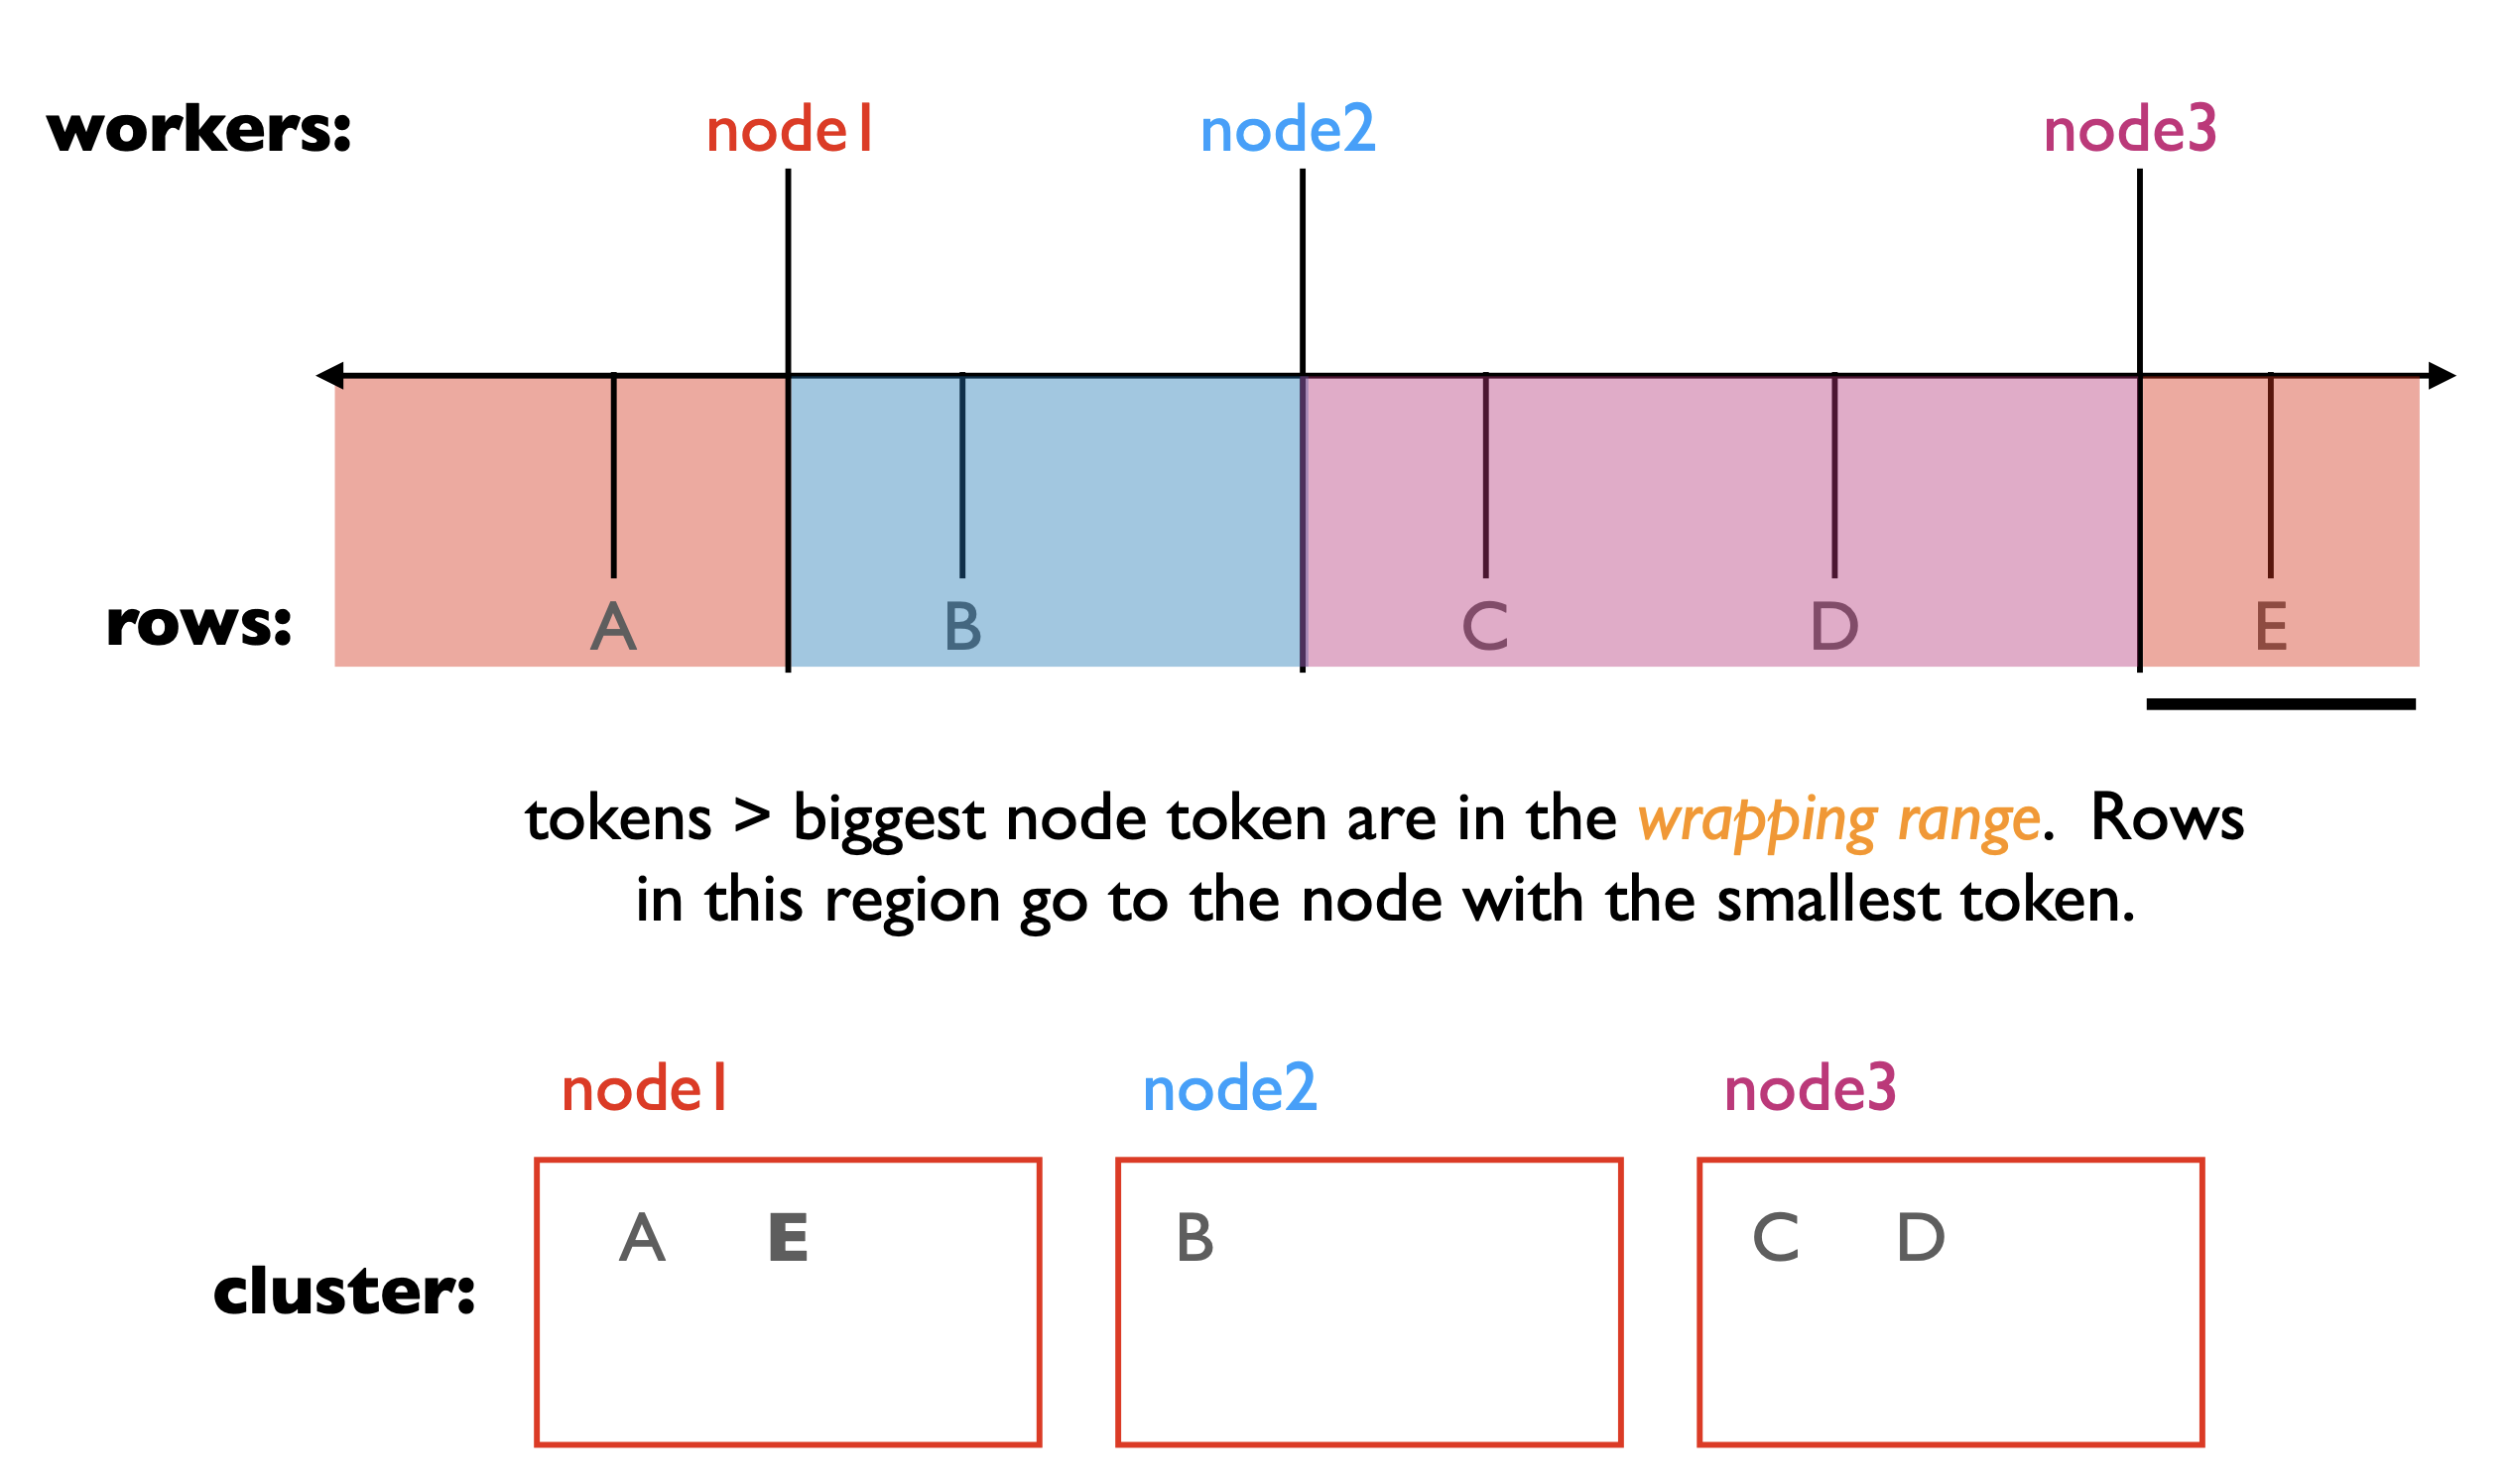 workers: node1 node2 node3
rows: A B C D E
tokens > biggest node token are in the wrapping range. Rows
in this region go to the node with the smallest token.
node1 node2 node3
A E B C D
cluster: